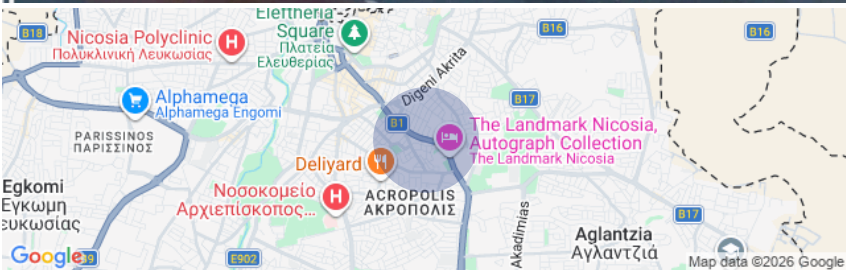 B18
Nicosia Polyclinic
Πολυκλινική Λευκωσίας
H
Eleftheria
Square
Πλατεία
Ελευθερίας
B16
B16
Digeni Akrita
Alphamega
Alphamega Engomi
B17
B1
The Landmark Nicosia,
Autograph Collection
The Landmark Nicosia
PARISSINOS
ΠΑΡΙΣΣΙΝΟΣ
Deliyard
Egkomi
Εγκωμη
ευκωσίας
Νοσοκομείο
Αρχιεπίσκοπος...
H
ACROPOLIS
ΑΚΡΟΠΟΛΙΣ
Akadimias
B17
Aglantzia
Αγλαντζιά
Google
E902
Map data ©2026 Google